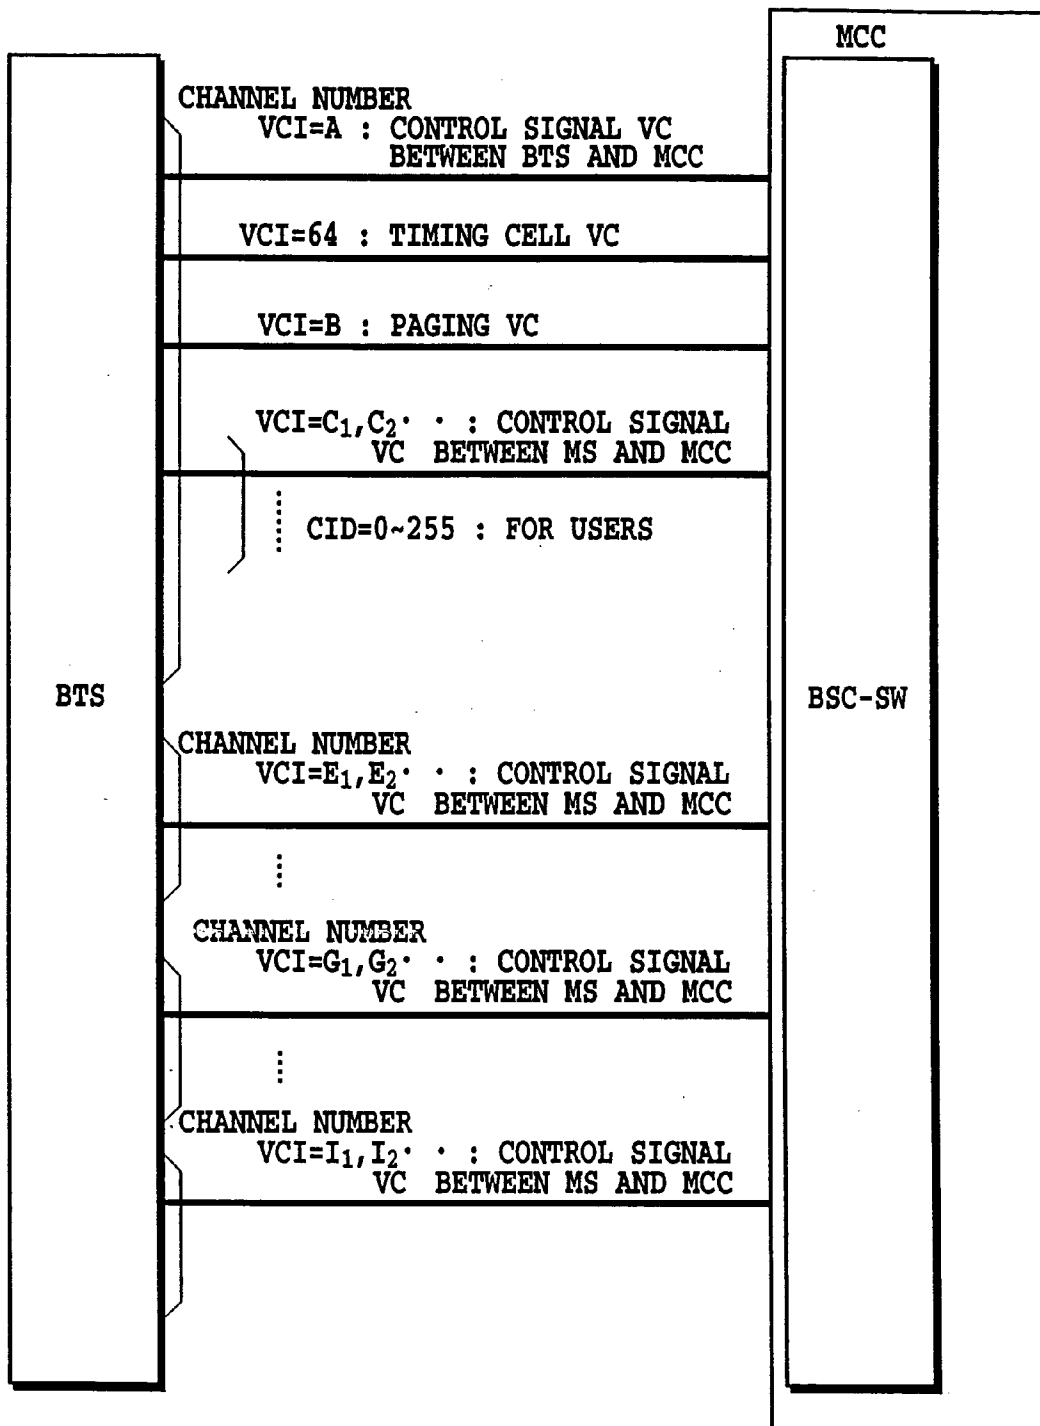 MCC
CHANNEL NUMBER
VCI=A : CONTROL SIGNAL VC
BETWEEN BTS AND MCC
VCI=64 : TIMING CELL VC
VCI=B : PAGING VC
VCI=C₁,C₂· · : CONTROL SIGNAL
VC BETWEEN MS AND MCC
CID=0~255 : FOR USERS
BTS
BSC-SW
CHANNEL NUMBER
VCI=E₁,E₂· · : CONTROL SIGNAL
VC BETWEEN MS AND MCC
CHANNEL NUMBER
VCI=G₁,G₂· · : CONTROL SIGNAL
VC BETWEEN MS AND MCC
CHANNEL NUMBER
VCI=I₁,I₂· · : CONTROL SIGNAL
VC BETWEEN MS AND MCC